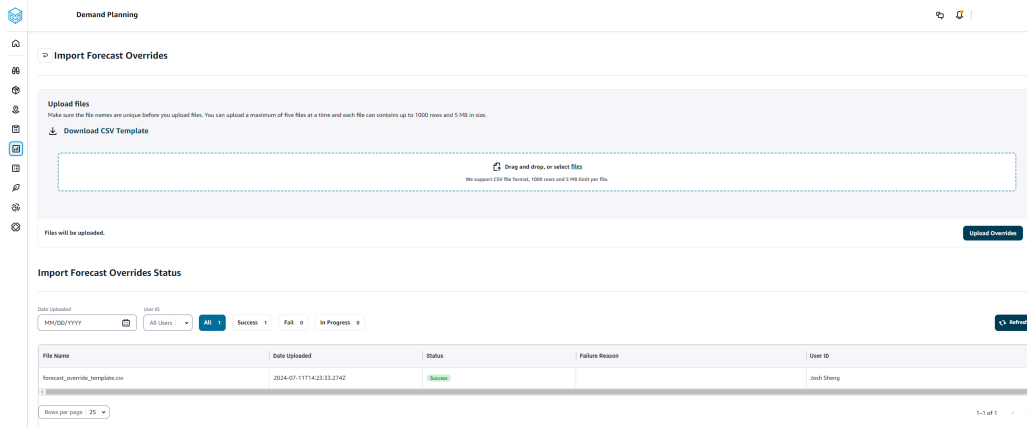 Demand Planning
Import Forecast Overrides
Upload files
Make sure the file names are unique before you upload files. You can upload a maximum of five files at a time and each file can contains up to 1000 rows and 5 MB in size.
Download CSV Template
Drag and drop, or select files
We support CSV file format, 1000 rows and 5 MB limit per file.
Files will be uploaded.
Upload Overrides
Import Forecast Overrides Status
Date Uploaded User ID
MM/DD/YYYY All Users All 1 Success 1 Fail 0 In Progress 0 Refresh
File Name Date Uploaded Status Failure Reason User ID
forecast_override_template.csv 2024-07-11T14:23:33.274Z Success Josh Sheng
Rows per page 25 1–1 of 1